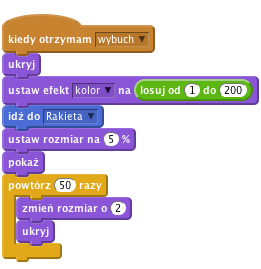 kiedy otrzymam wybuch
ukryj
ustaw efekt kolor na losuj od 1 do 200
idź do Rakieta
ustaw rozmiar na 5 %
pokaż
powtórz 50 razy
zmień rozmiar o 2
ukryj